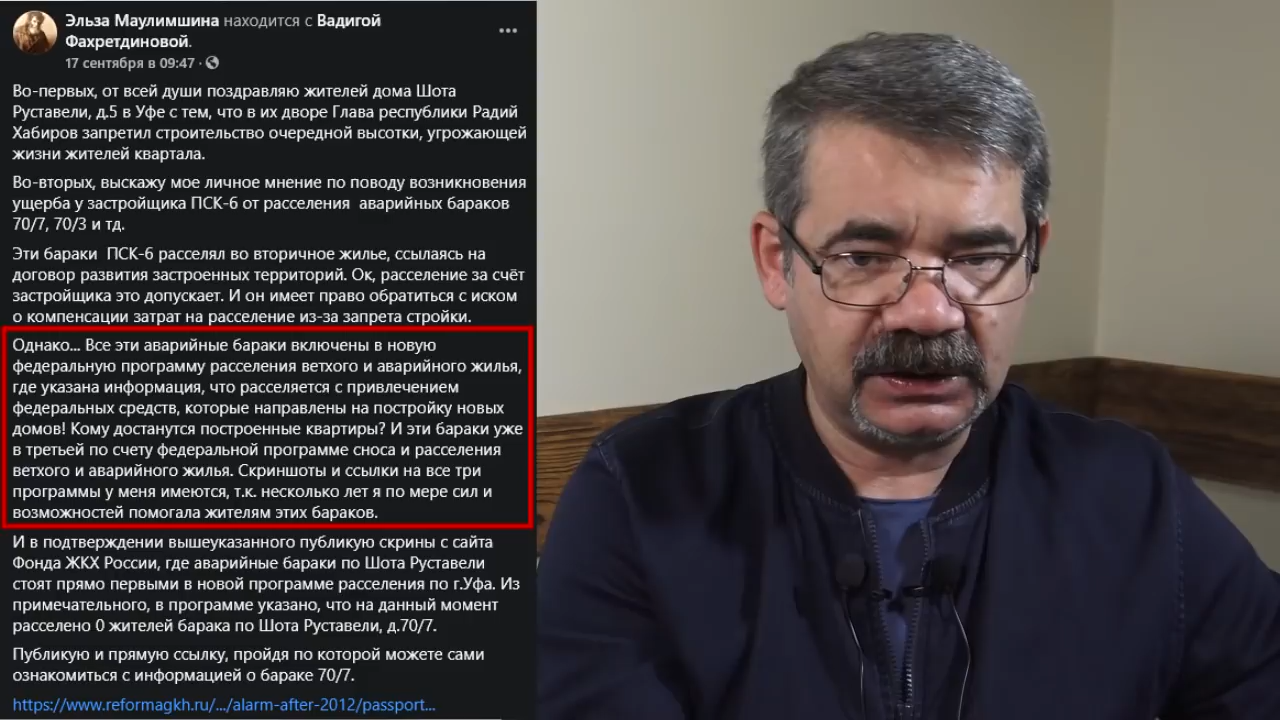 Эльза Маулимшина находится с Вадигой
Фахретдиновой.
17 сентября в 09:47 ·
Во-первых, от всей души поздравляю жителей дома Шота
Руставели, д.5 в Уфе с тем, что в их дворе Глава республики Радий
Хабиров запретил строительство очередной высотки, угрожающей
жизни жителей квартала.
Во-вторых, выскажу мое личное мнение по поводу возникновения
ущерба у застройщика ПСК-6 от расселения аварийных бараков
70/7, 70/3 и тд.
Эти бараки ПСК-6 расселял во вторичное жилье, ссылаясь на
договор развития застроенных территорий. Ок, расселение за счёт
застройщика это допускает. И он имеет право обратиться с иском
о компенсации затрат на расселение из-за запрета стройки.
Однако... Все эти аварийные бараки включены в новую
федеральную программу расселения ветхого и аварийного жилья,
где указана информация, что расселяется с привлечением
федеральных средств, которые направлены на постройку новых
домов! Кому достанутся построенные квартиры? И эти бараки уже
в третьей по счету федеральной программе сноса и расселения
ветхого и аварийного жилья. Скриншоты и ссылки на все три
программы у меня имеются, т.к. несколько лет я по мере сил и
возможностей помогала жителям этих бараков.
И в подтверждении вышеуказанного публикую скрины с сайта
Фонда ЖКХ России, где аварийные бараки по Шота Руставели
стоят прямо первыми в новой программе расселения по г.Уфа. Из
примечательного, в программе указано, что на данный момент
расселено 0 жителей барака по Шота Руставели, д.70/7.
Публикую и прямую ссылку, пройдя по которой можете сами
ознакомиться с информацией о бараке 70/7.
https://www.reformagkh.ru/.../alarm-after-2012/passport...